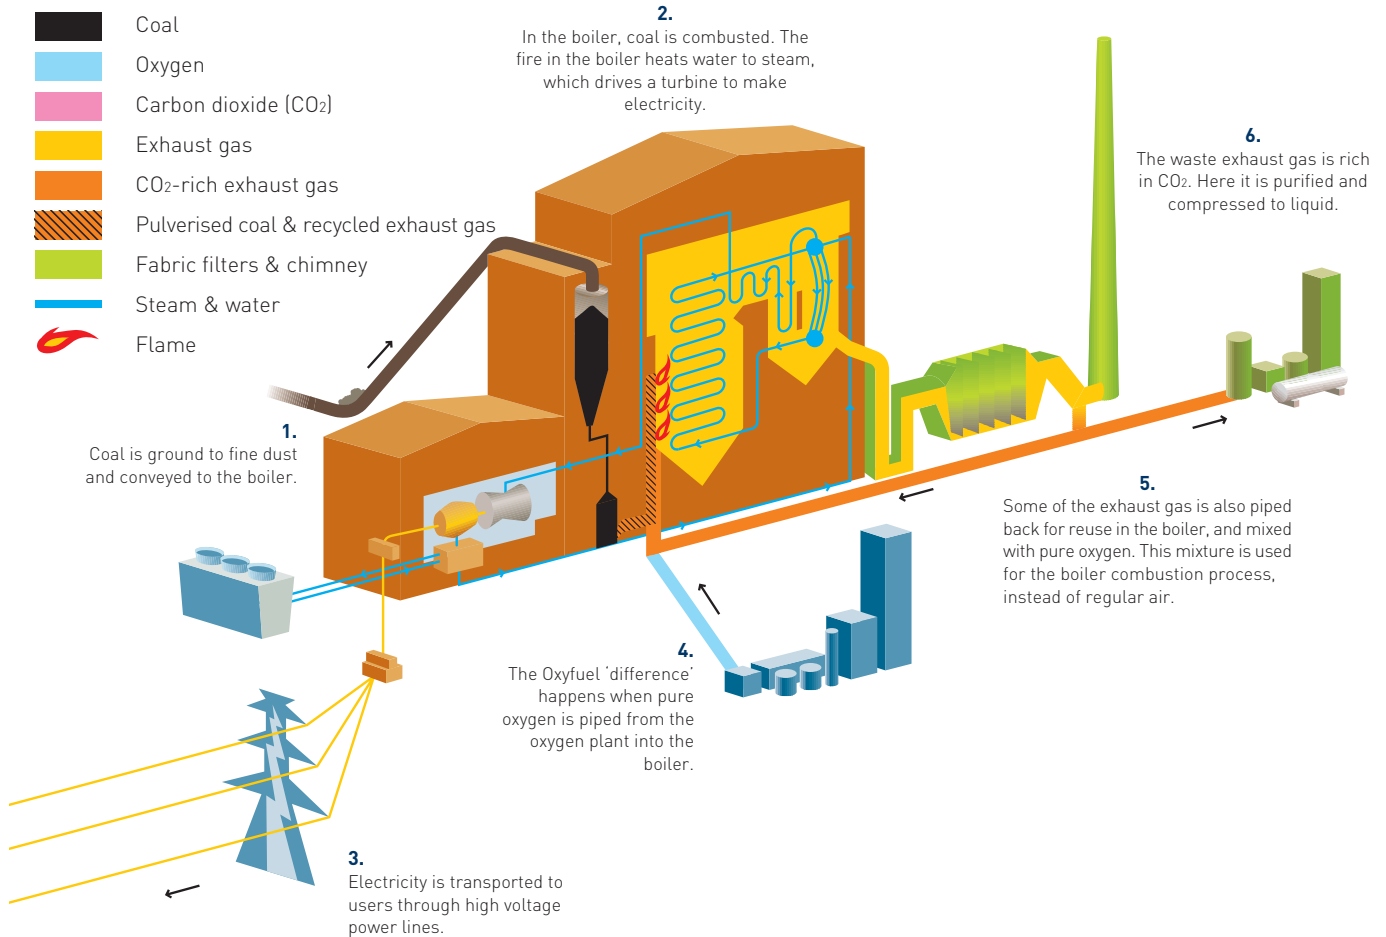 Coal
Oxygen
Carbon dioxide (CO2)
Exhaust gas
CO2-rich exhaust gas
Pulverised coal & recycled exhaust gas
Fabric filters & chimney
Steam & water
Flame
1.
Coal is ground to fine dust
and conveyed to the boiler.
2.
In the boiler, coal is combusted. The
fire in the boiler heats water to steam,
which drives a turbine to make
electricity.
3.
Electricity is transported to
users through high voltage
power lines.
4.
The Oxyfuel ‘difference’
happens when pure
oxygen is piped from the
oxygen plant into the
boiler.
5.
Some of the exhaust gas is also piped
back for reuse in the boiler, and mixed
with pure oxygen. This mixture is used
for the boiler combustion process,
instead of regular air.
6.
The waste exhaust gas is rich
in CO2. Here it is purified and
compressed to liquid.